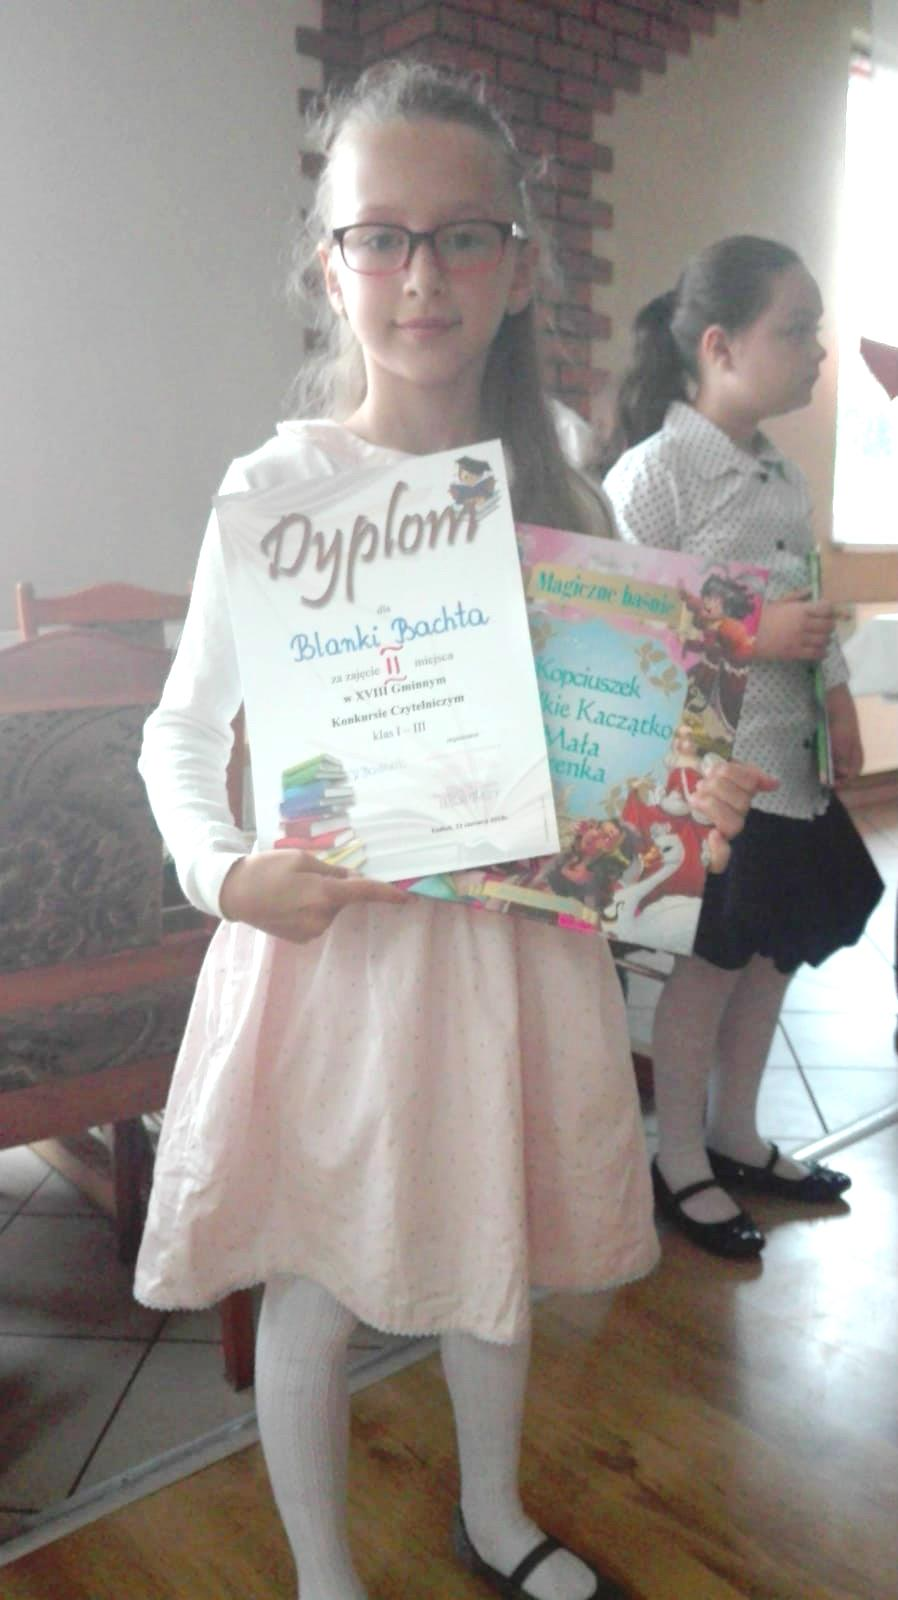 Dyplom
dla
Blanki Bachta
za zajęcie II miejsca
w XVIII Gminnym
Konkursie Czytelniczym
klas I – III
Magiczne baśnie
Kopciuszek
Kaczątko
Mała